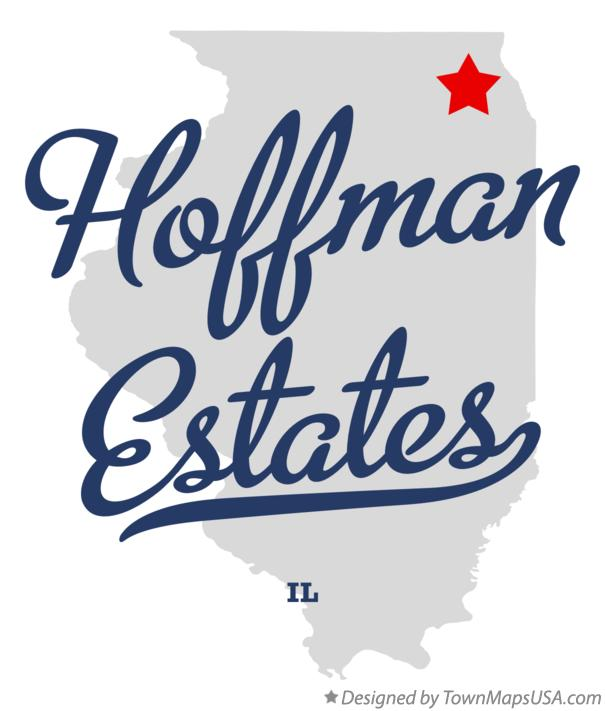 Hoffman
Estates
IL
Designed by TownMapsUSA.com